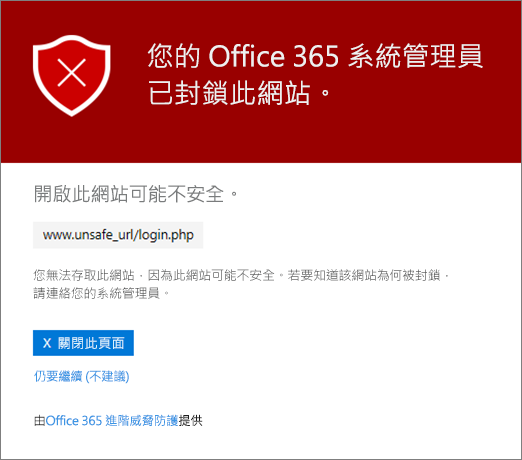 您的 Office 365 系統管理員
已封鎖此網站。
開啟此網站可能不安全。
www.unsafe_url/login.php
您無法存取此網站，因為此網站可能不安全。若要知道該網站為何被封鎖，
請連絡您的系統管理員。
X 關閉此頁面
仍要繼續 (不建議)
由Office 365 進階威脅防護提供